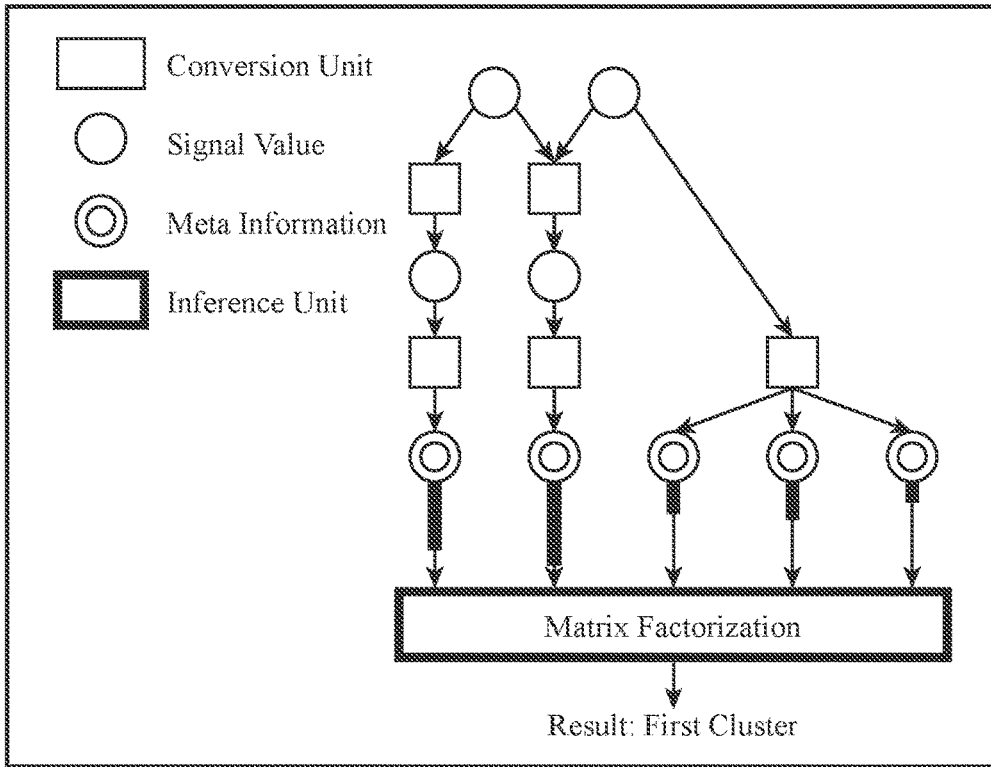 Conversion Unit
Signal Value
Meta Information
Inference Unit
Matrix Factorization
Result: First Cluster